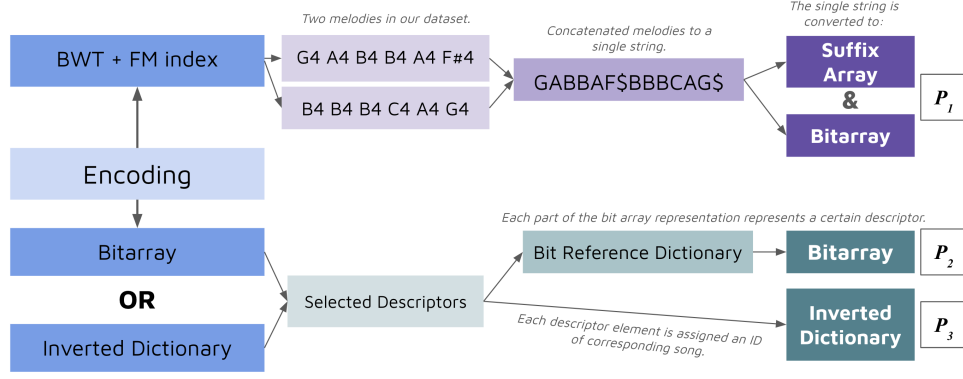 Two melodies in our dataset.
The single string is
converted to:
Concatenated melodies to a
single string.
BWT + FM index
G4 A4 B4 B4 A4 F#4
B4 B4 B4 C4 A4 G4
GABBAF$BBBCAG$
Suffix
Array
&
Bitarray
P1
Encoding
Each part of the bit array representation represents a certain descriptor.
Bitarray
OR
Inverted Dictionary
Selected Descriptors
Bit Reference Dictionary
Bitarray
P2
Each descriptor element is assigned an ID
of corresponding song.
Inverted
Dictionary
P3